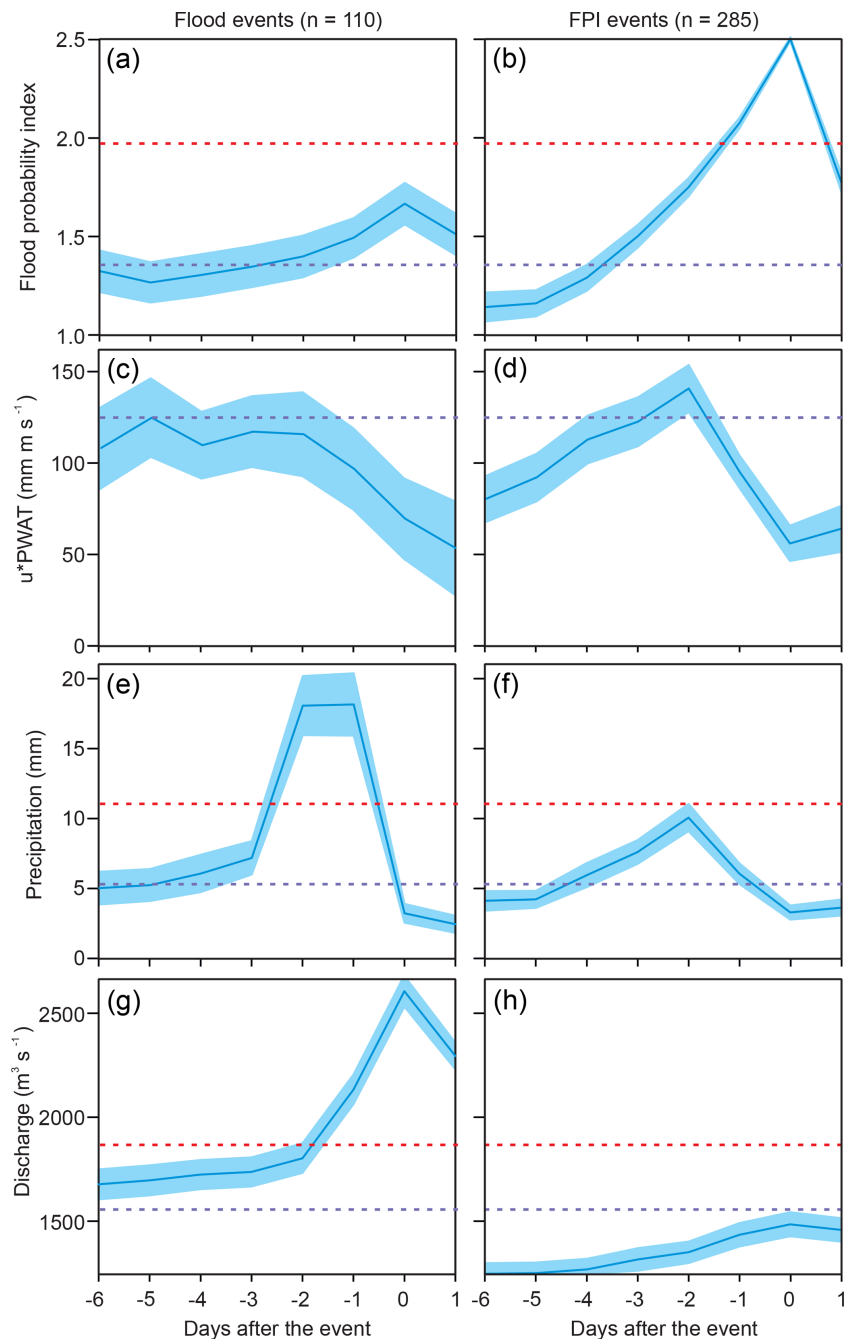 Flood events (n = 110)
FPI events (n = 285)
(a)
(b)
Flood probability index
2.5
2.0
1.5
1.0
(c)
(d)
u*PWAT (mm m s⁻¹)
150
100
50
0
(e)
(f)
Precipitation (mm)
20
15
10
5
0
(g)
(h)
Discharge (m³ s⁻¹)
2500
2000
1500
-6 -5 -4 -3 -2 -1 0 1
-6 -5 -4 -3 -2 -1 0 1
Days after the event
Days after the event